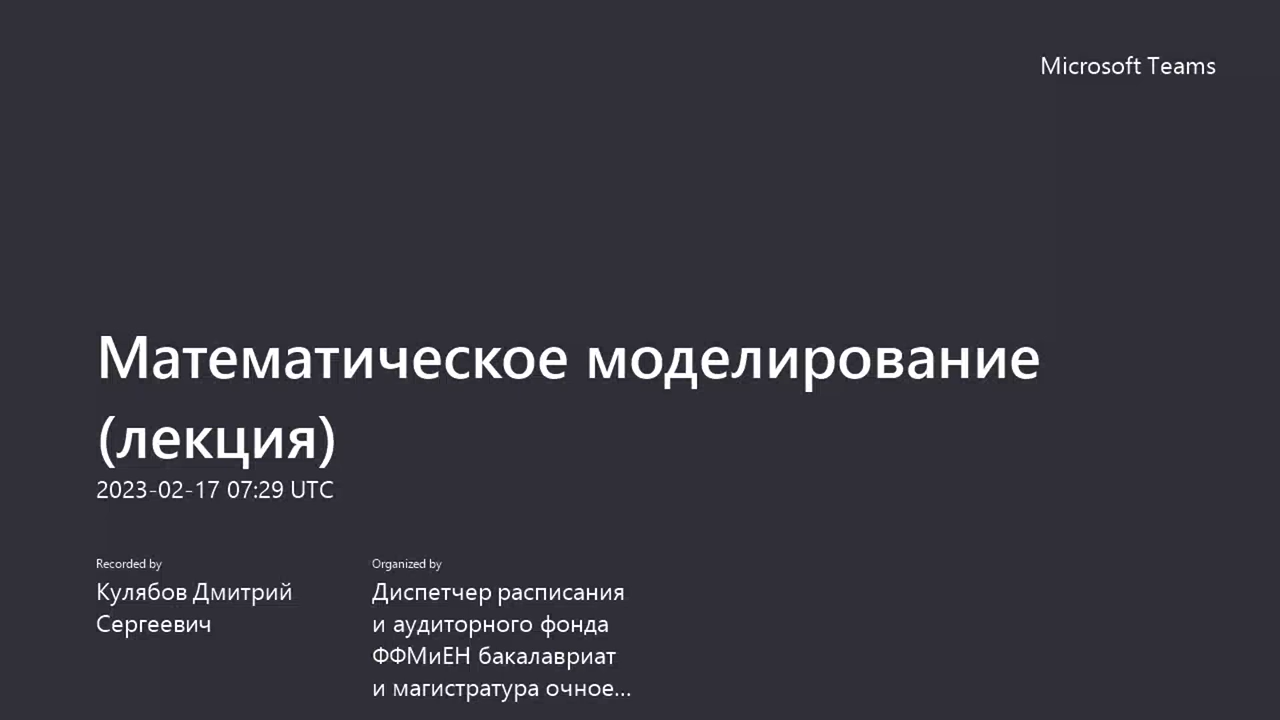 Microsoft Teams
Математическое моделирование
(лекция)
2023-02-17 07:29 UTC
Recorded by
Кулябов Дмитрий
Сергеевич
Organized by
Диспетчер расписания
и аудиторного фонда
ФФМиЕН бакалавриат
и магистратура очное...